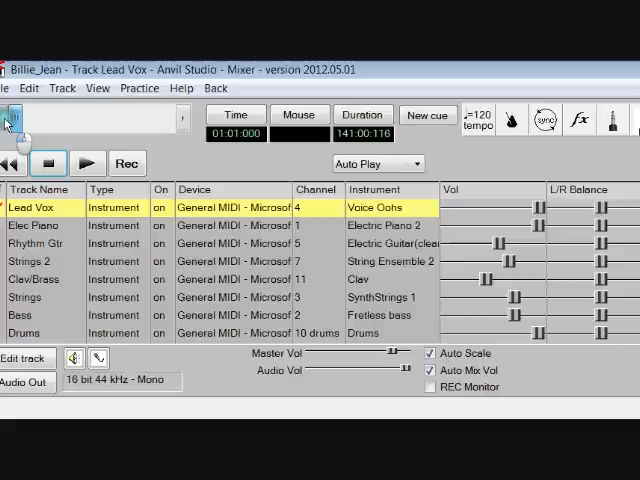 Billie_Jean - Track Lead Vox - Anvil Studio - Mixer - version 2012.05.01
Edit Track View Practice Help Back
Time Mouse Duration New cue ♩=120 sync fx
01:01:000 141:00:116 tempo
Rec Auto Play
Track Name Type On Device Channel Instrument Vol L/R Balance
Lead Vox Instrument on General MIDI - Microsof 4 Voice Oohs
Elec Piano Instrument on General MIDI - Microsof 1 Electric Piano 2
Rhythm Gtr Instrument on General MIDI - Microsof 5 Electric Guitar(clea
Strings 2 Instrument on General MIDI - Microsof 7 String Ensemble 2
Clav/Brass Instrument on General MIDI - Microsof 11 Clav
Strings Instrument on General MIDI - Microsof 3 SynthStrings 1
Bass Instrument on General MIDI - Microsof 2 Fretless bass
Drums Instrument on General MIDI - Microsof 10 drums Drums
Edit track Master Vol Auto Scale
Audio Out 16 bit 44 kHz - Mono Audio Vol Auto Mix Vol
REC Monitor